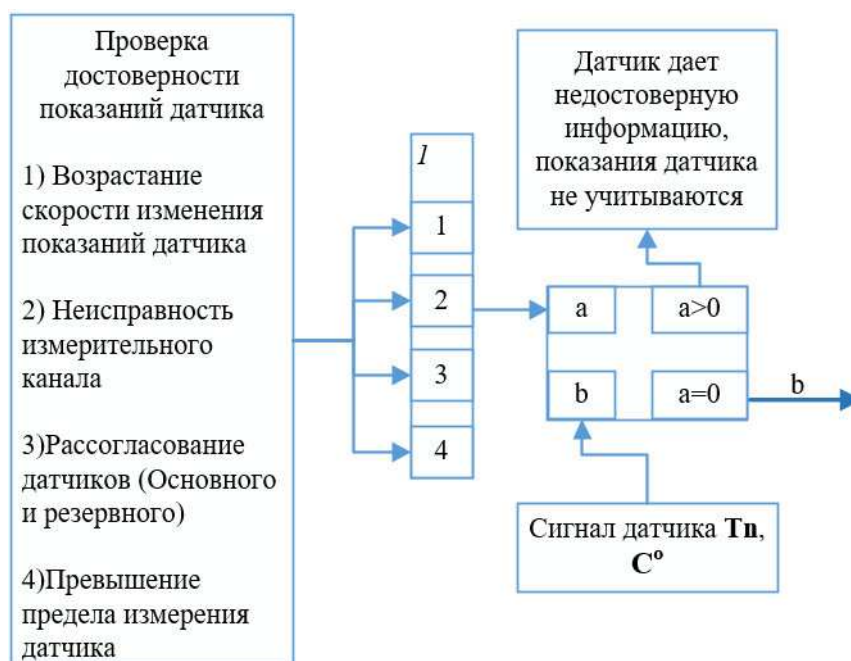 Проверка
достоверности
показаний датчика
1) Возрастание
скорости изменения
показаний датчика
2) Неисправность
измерительного
канала
3)Рассогласование
датчиков (Основного
и резервного)
4)Превышение
предела измерения
датчика
1
1
2
3
4
Датчик дает
недостоверную
информацию,
показания датчика
не учитываются
a
a>0
b
a=0
b
Сигнал датчика Tn,
Cº